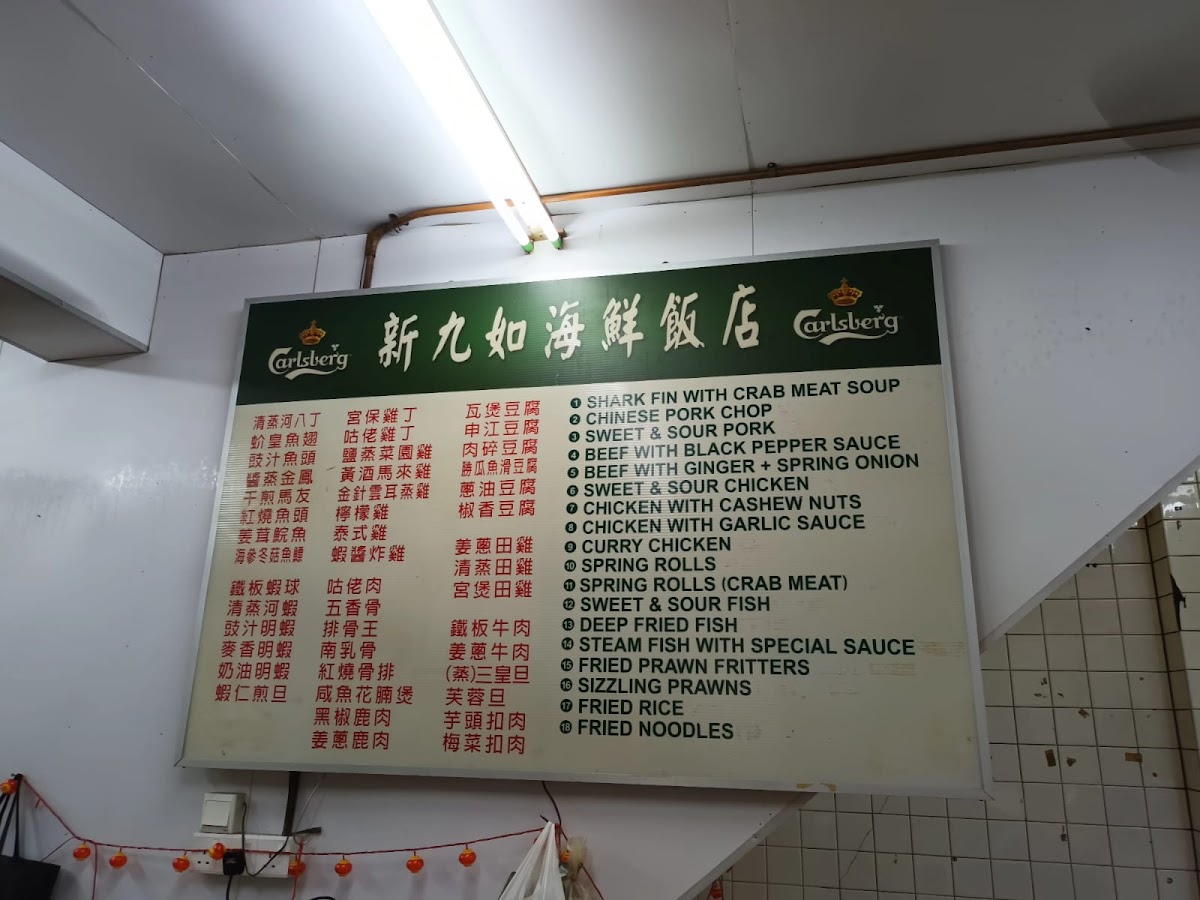 Carlsberg
新九如海鮮飯店
Carlsberg
清蒸河八丁
蚧皇魚翅
豉汁魚頭
醬蒸金鳳
干煎馬友
紅燒魚頭
姜茸鯇魚
海參冬菇魚鰾
鐵板蝦球
清蒸河蝦
豉汁明蝦
麥香明蝦
奶油明蝦
蝦仁煎旦
宮保雞丁
咕佬雞丁
鹽蒸菜園雞
黃酒馬來雞
金針雲耳蒸雞
檸檬雞
泰式雞
蝦醬炸雞
咕佬肉
五香骨
排骨王
南乳骨
紅燒骨排
咸魚花腩煲
黑椒鹿肉
姜蔥鹿肉
瓦煲豆腐
申江豆腐
肉碎豆腐
勝瓜魚滑豆腐
蔥油豆腐
椒香豆腐
姜蔥田雞
清蒸田雞
宮煲田雞
鐵板牛肉
姜蔥牛肉
(蒸)三皇旦
芙蓉旦
芋頭扣肉
梅菜扣肉
1 SHARK FIN WITH CRAB MEAT SOUP
2 CHINESE PORK CHOP
3 SWEET & SOUR PORK
4 BEEF WITH BLACK PEPPER SAUCE
5 BEEF WITH GINGER + SPRING ONION
6 SWEET & SOUR CHICKEN
7 CHICKEN WITH CASHEW NUTS
8 CHICKEN WITH GARLIC SAUCE
9 CURRY CHICKEN
10 SPRING ROLLS
11 SPRING ROLLS (CRAB MEAT)
12 SWEET & SOUR FISH
13 DEEP FRIED FISH
14 STEAM FISH WITH SPECIAL SAUCE
15 FRIED PRAWN FRITTERS
16 SIZZLING PRAWNS
17 FRIED RICE
18 FRIED NOODLES